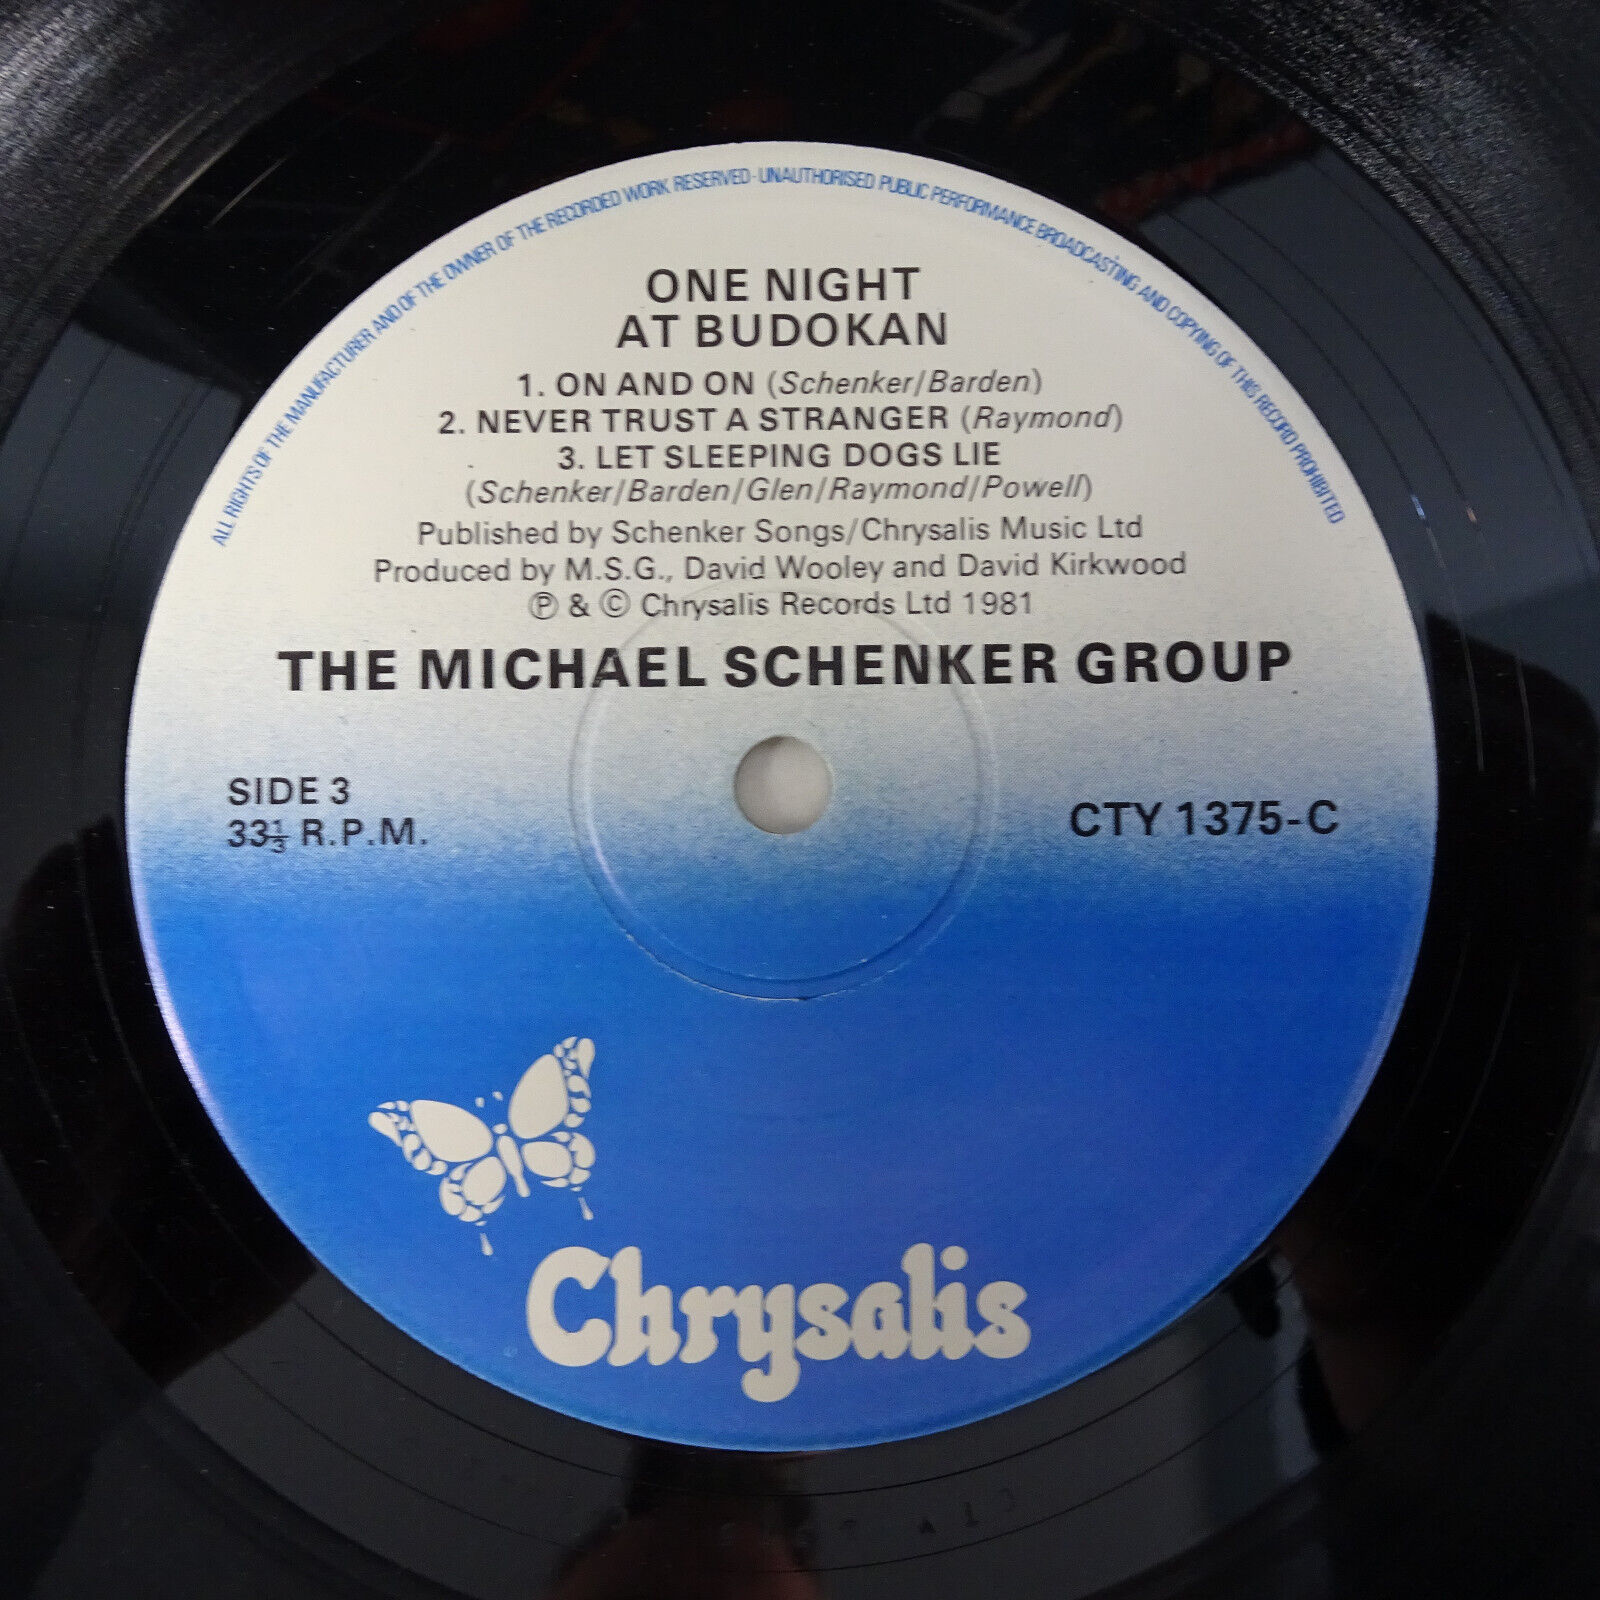 ALL RIGHTS OF THE MANUFACTURER AND OF THE OWNER OF THE RECORDED WORK RESERVED · UNAUTHORISED PUBLIC PERFORMANCE BROADCASTING AND COPYING OF THIS RECORD PROHIBITED
ONE NIGHT
AT BUDOKAN
1. ON AND ON (Schenker/Barden)
2. NEVER TRUST A STRANGER (Raymond)
3. LET SLEEPING DOGS LIE
(Schenker/Barden/Glen/Raymond/Powell)
Published by Schenker Songs/Chrysalis Music Ltd
Produced by M.S.G., David Wooley and David Kirkwood
Ⓟ & © Chrysalis Records Ltd 1981
THE MICHAEL SCHENKER GROUP
SIDE 3
33⅓ R.P.M.
CTY 1375-C
Chrysalis